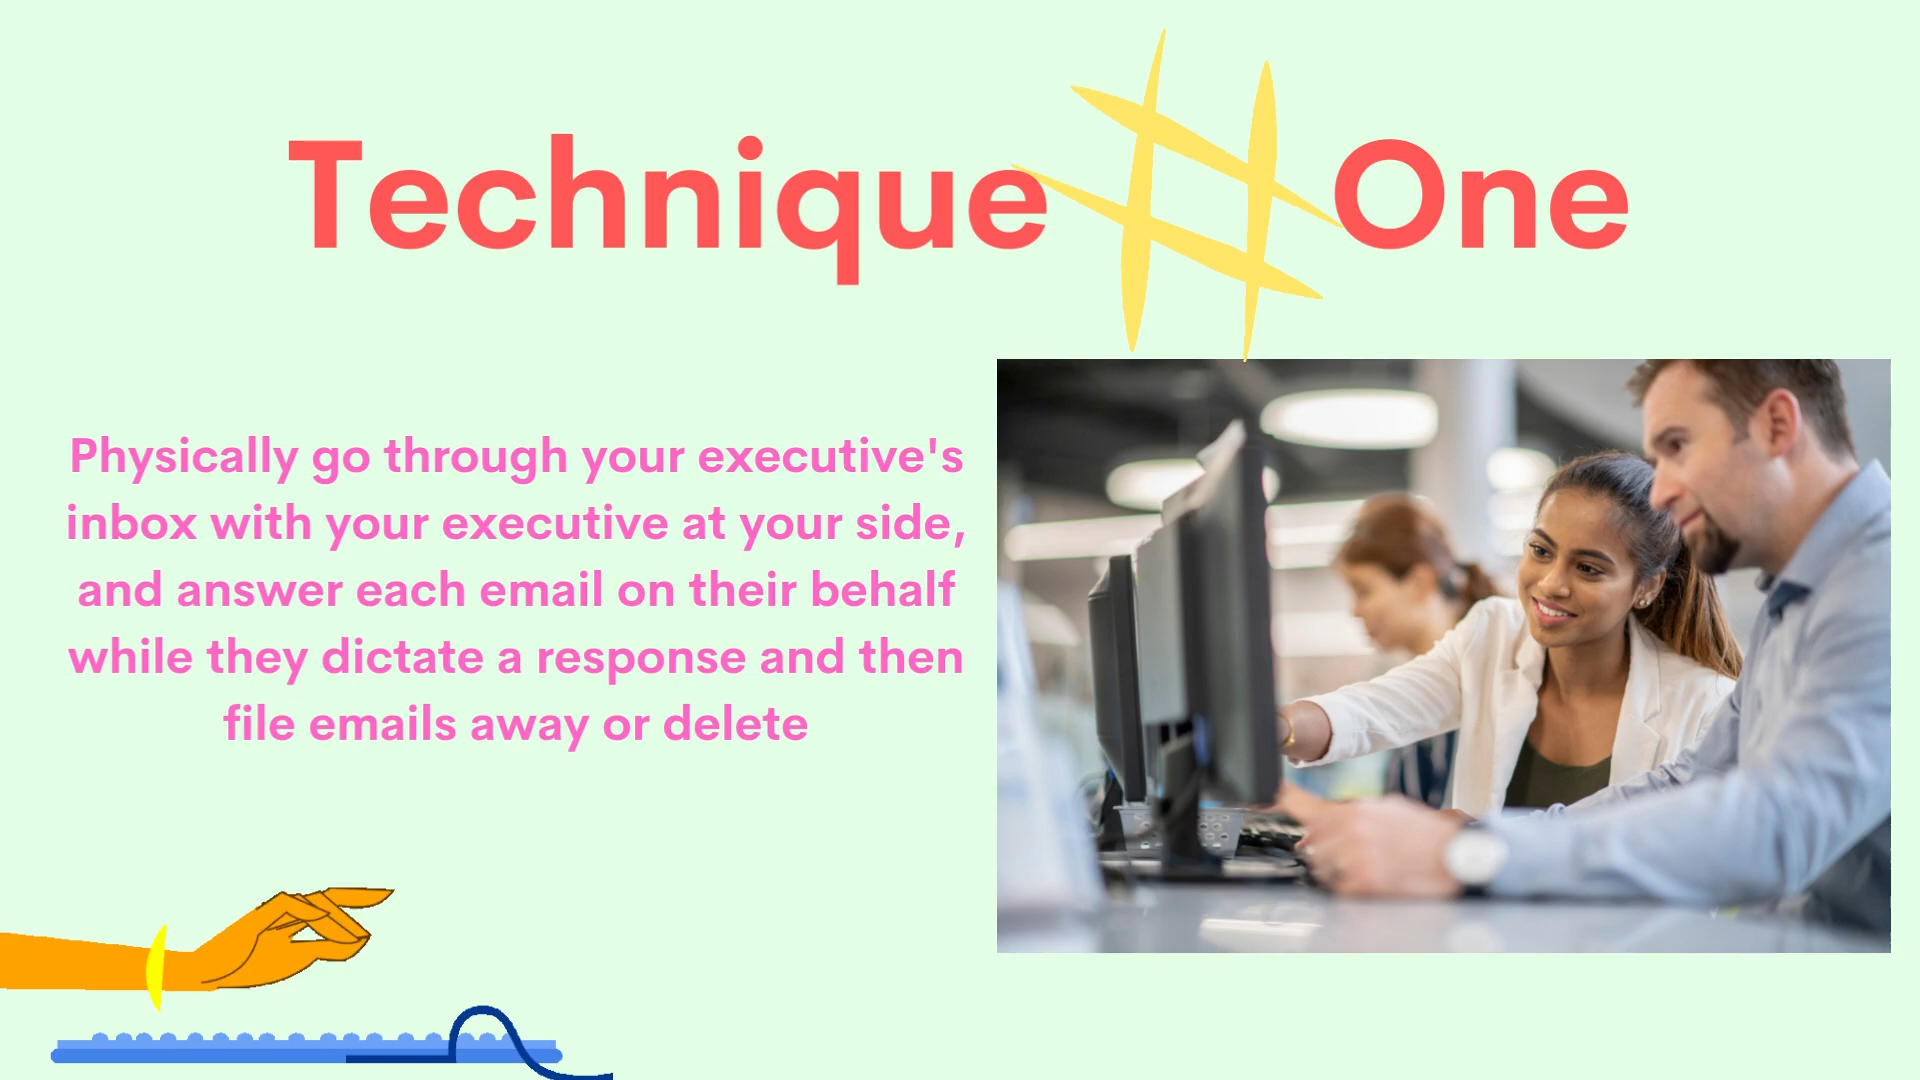 Technique # One
Physically go through your executive's
inbox with your executive at your side,
and answer each email on their behalf
while they dictate a response and then
file emails away or delete